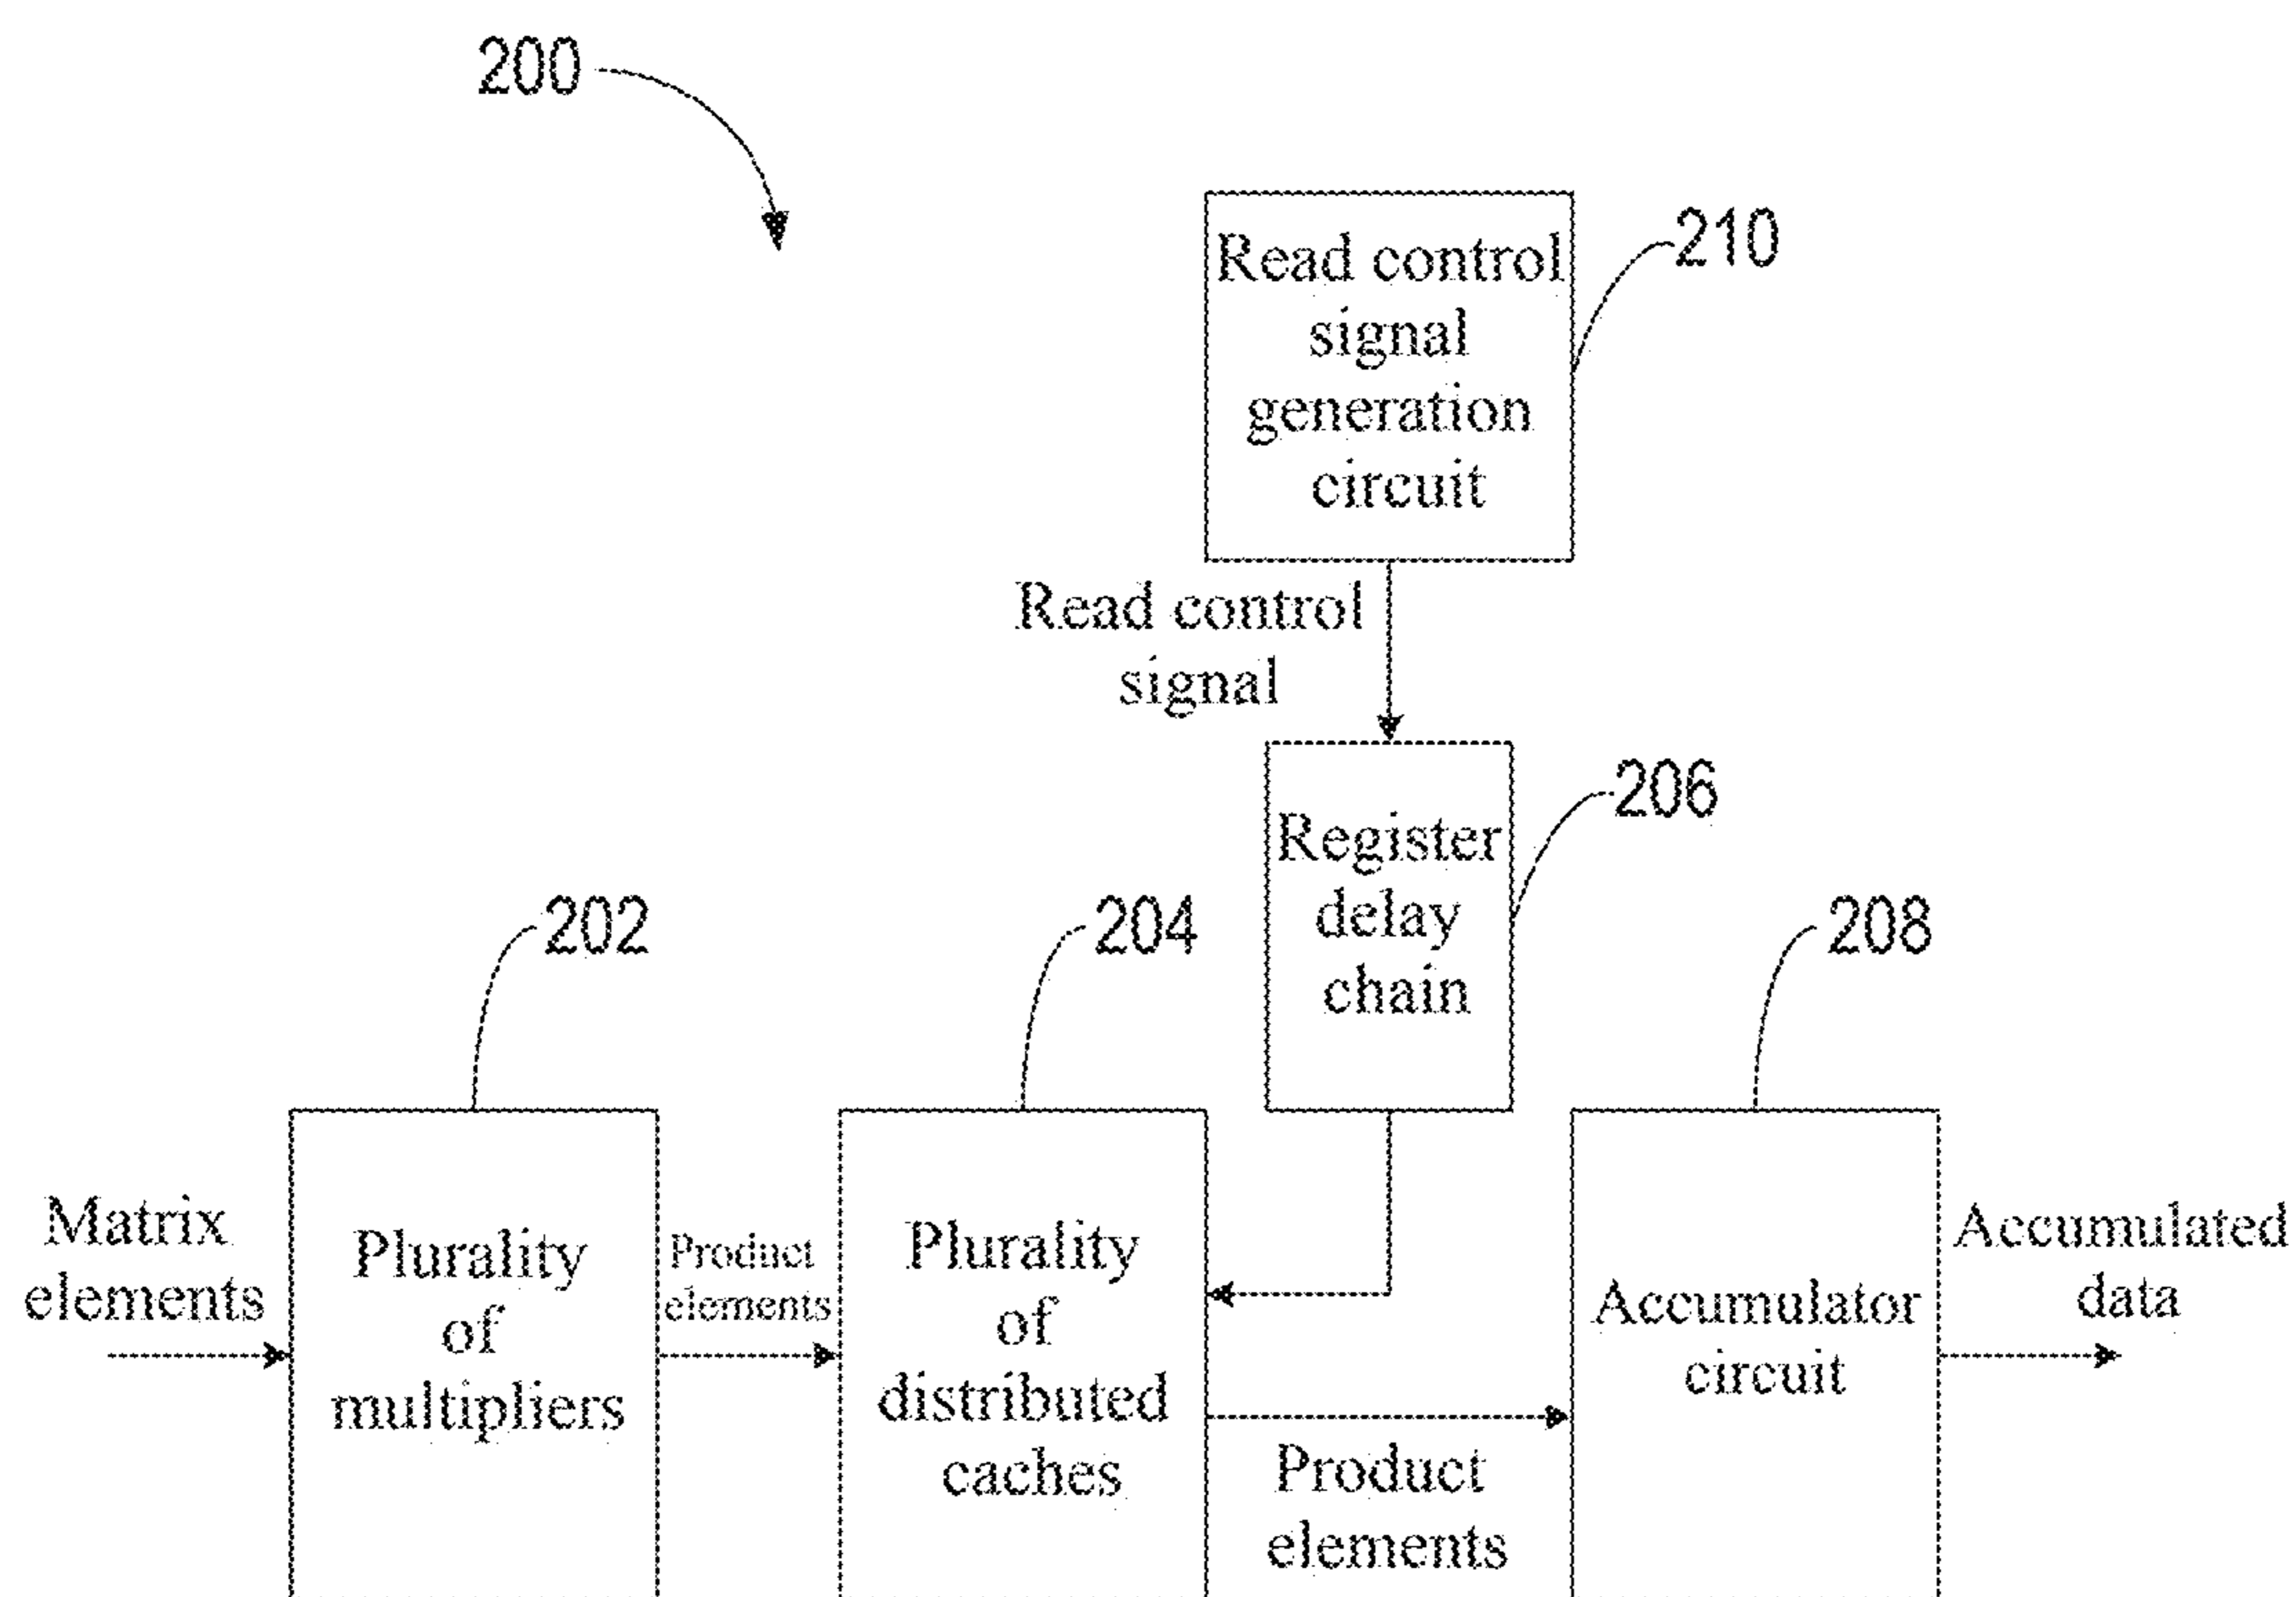 200
Read control
signal
generation
circuit
210
Read control
signal
Register
delay
chain
206
202
204
208
Matrix
elements
Plurality
of
multipliers
Product
elements
Plurality
of
distributed
caches
Product
elements
Accumulator
circuit
Accumulated
data